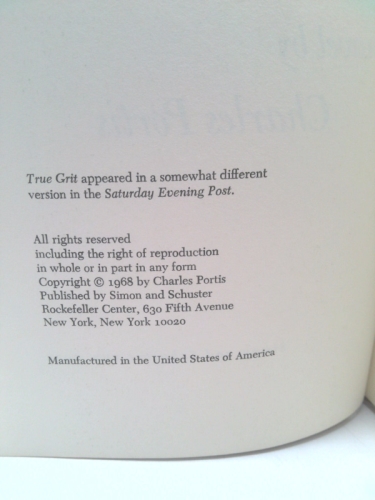 True Grit appeared in a somewhat different
version in the Saturday Evening Post.
All rights reserved
including the right of reproduction
in whole or in part in any form
Copyright © 1968 by Charles Portis
Published by Simon and Schuster
Rockefeller Center, 630 Fifth Avenue
New York, New York 10020
Manufactured in the United States of America